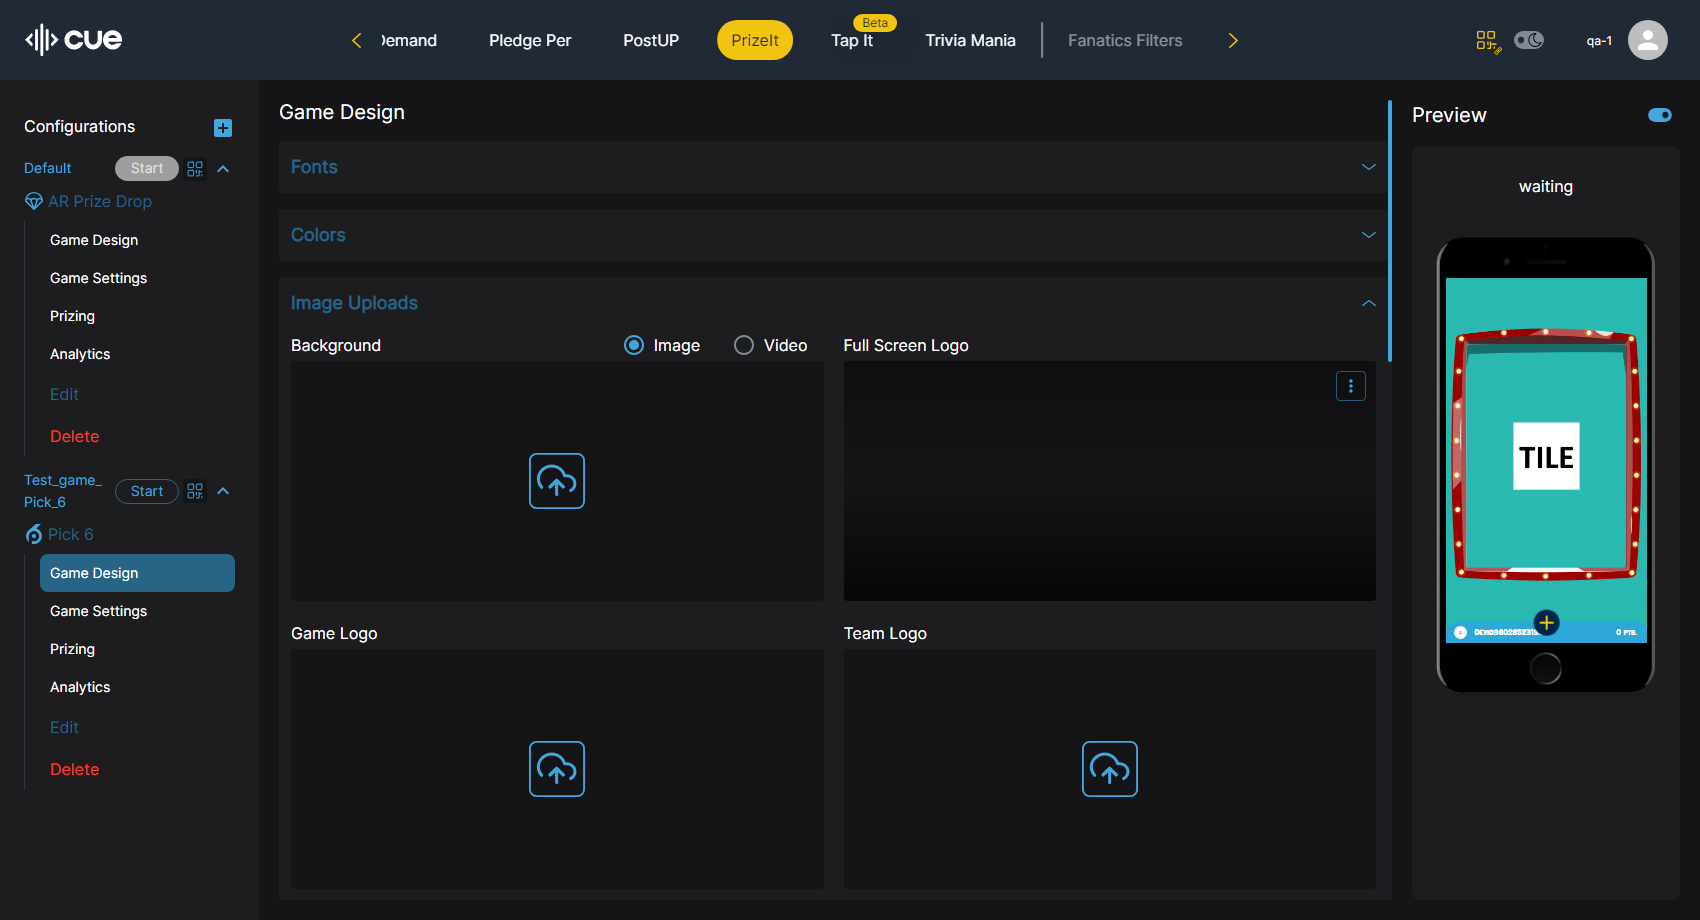 cue
Demand
Pledge Per
PostUP
PrizeIt
Beta
Tap It
Trivia Mania
Fanatics Filters
qa-1
Configurations
Default
Start
AR Prize Drop
Game Design
Game Settings
Prizing
Analytics
Edit
Delete
Test_game_
Pick_6
Start
Pick 6
Game Design
Game Settings
Prizing
Analytics
Edit
Delete
Game Design
Fonts
Colors
Image Uploads
Background
Image
Video
Full Screen Logo
Game Logo
Team Logo
Preview
waiting
TILE
0 PTS.